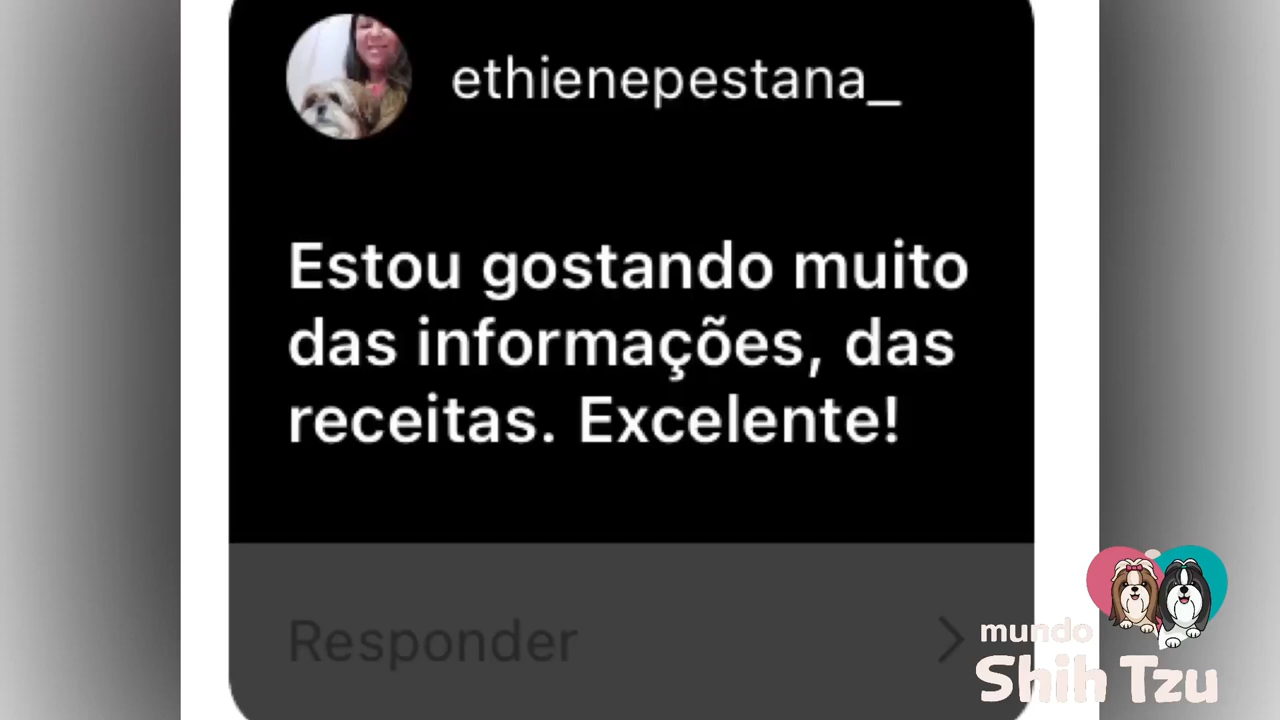 ethienepestana_
Estou gostando muito
das informações, das
receitas. Excelente!
Responder
mundo
Shih Tzu